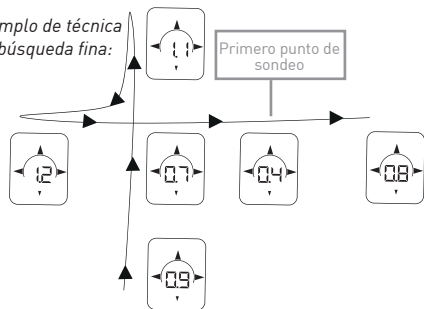 mplo de técnica
búsqueda fina:
1.1
Primero punto de
sondeo
1.2
0.7
0.4
0.8
0.9